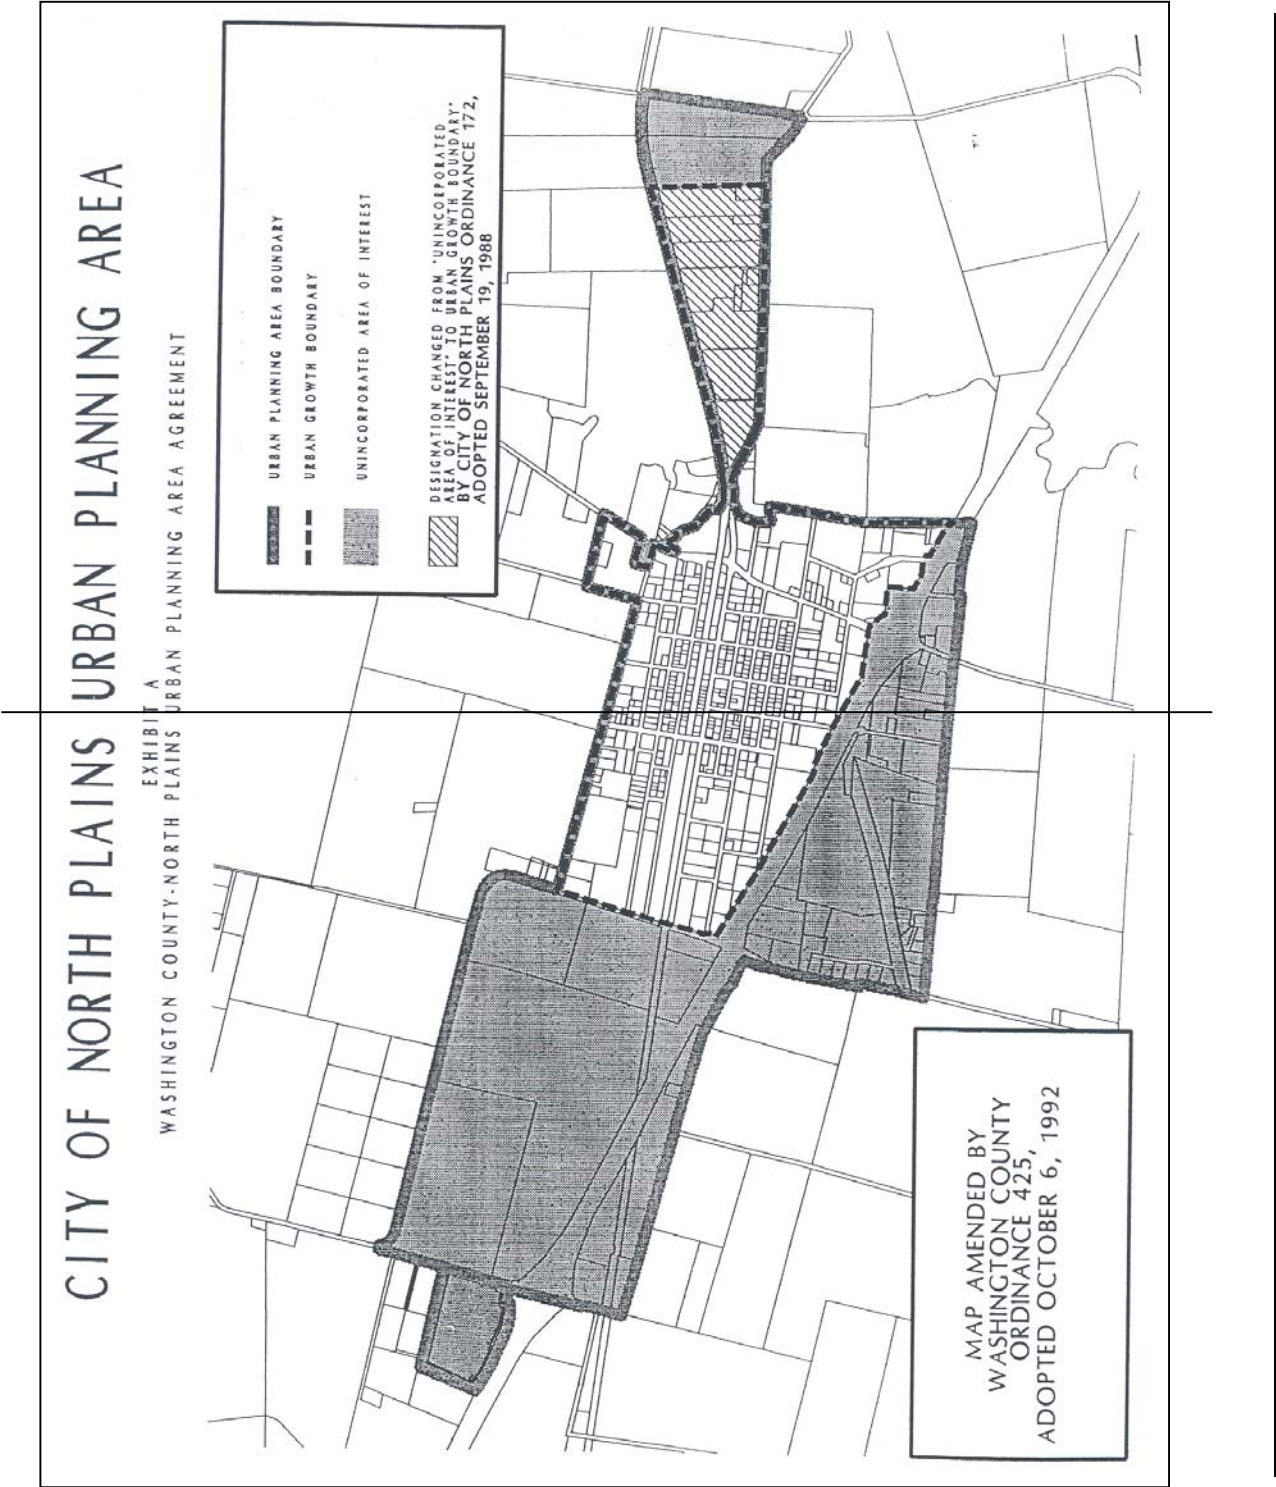 CITY OF NORTH PLAINS URBAN PLANNING AREA
EXHIBIT A
WASHINGTON COUNTY-NORTH PLAINS URBAN PLANNING AREA AGREEMENT
URBAN PLANNING AREA BOUNDARY
URBAN GROWTH BOUNDARY
UNINCORPORATED AREA OF INTEREST
DESIGNATION CHANGED FROM "UNINCORPORATED
AREA OF INTEREST" TO URBAN GROWTH BOUNDARY"
BY CITY OF NORTH PLAINS ORDINANCE 172,
ADOPTED SEPTEMBER 19, 1988
MAP AMENDED BY
WASHINGTON COUNTY
ORDINANCE 425,
ADOPTED OCTOBER 6, 1992